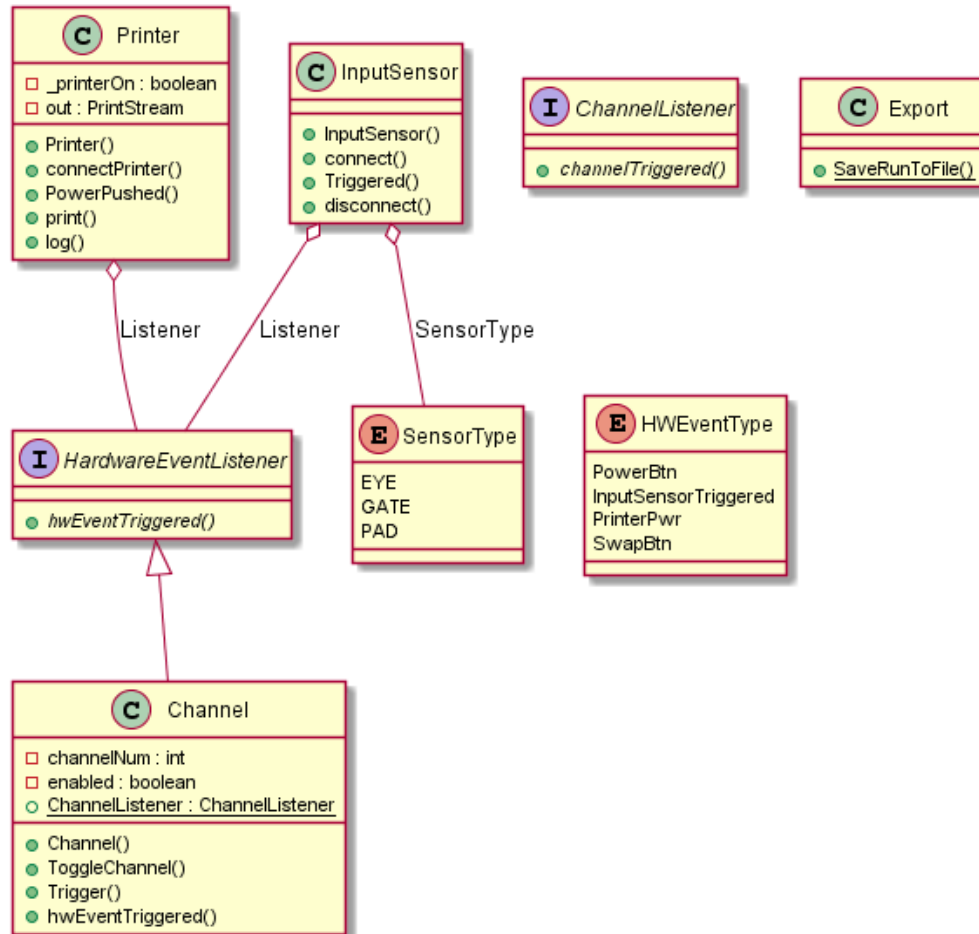 C Printer
_printerOn : boolean
out : PrintStream
Printer()
connectPrinter()
PowerPushed()
print()
log()
C InputSensor
InputSensor()
connect()
Triggered()
disconnect()
I ChannelListener
channelTriggered()
C Export
SaveRunToFile()
Listener
Listener
SensorType
I HardwareEventListener
hwEventTriggered()
E SensorType
EYE
GATE
PAD
E HWEventType
PowerBtn
InputSensorTriggered
PrinterPwr
SwapBtn
C Channel
channelNum : int
enabled : boolean
ChannelListener : ChannelListener
Channel()
ToggleChannel()
Trigger()
hwEventTriggered()